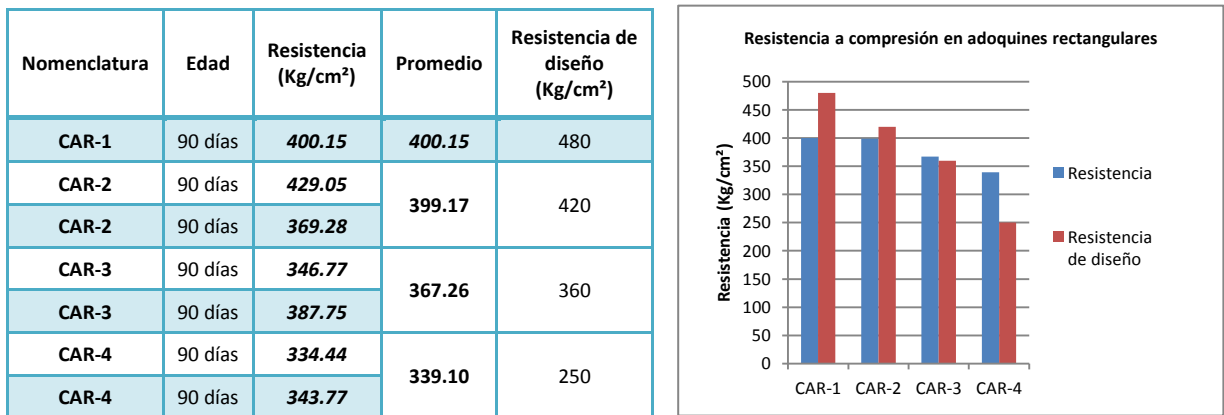 Nomenclatura Edad Resistencia (Kg/cm²) Promedio Resistencia de diseño (Kg/cm²)
CAR-1 90 días 400.15 400.15 480
CAR-2 90 días 429.05 399.17 420
CAR-2 90 días 369.28
CAR-3 90 días 346.77 367.26 360
CAR-3 90 días 387.75
CAR-4 90 días 334.44 339.10 250
CAR-4 90 días 343.77
Resistencia a compresión en adoquines rectangulares
Resistencia (Kg/cm²)
500
450
400
350
300
250
200
150
100
50
0
CAR-1 CAR-2 CAR-3 CAR-4
Resistencia
Resistencia
de diseño